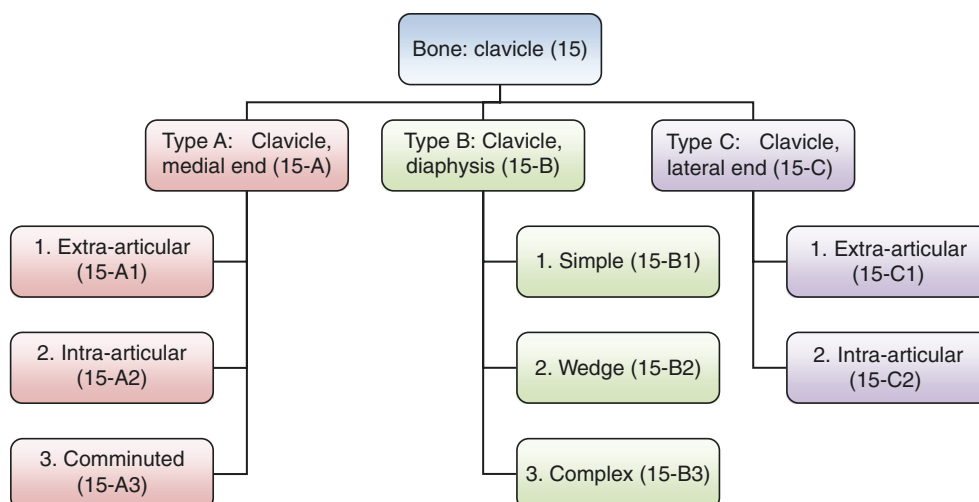 Bone: clavicle (15)
Type A: Clavicle,
medial end (15-A)
Type B: Clavicle,
diaphysis (15-B)
Type C: Clavicle,
lateral end (15-C)
1. Extra-articular
(15-A1)
2. Intra-articular
(15-A2)
3. Comminuted
(15-A3)
1. Simple (15-B1)
2. Wedge (15-B2)
3. Complex (15-B3)
1. Extra-articular
(15-C1)
2. Intra-articular
(15-C2)